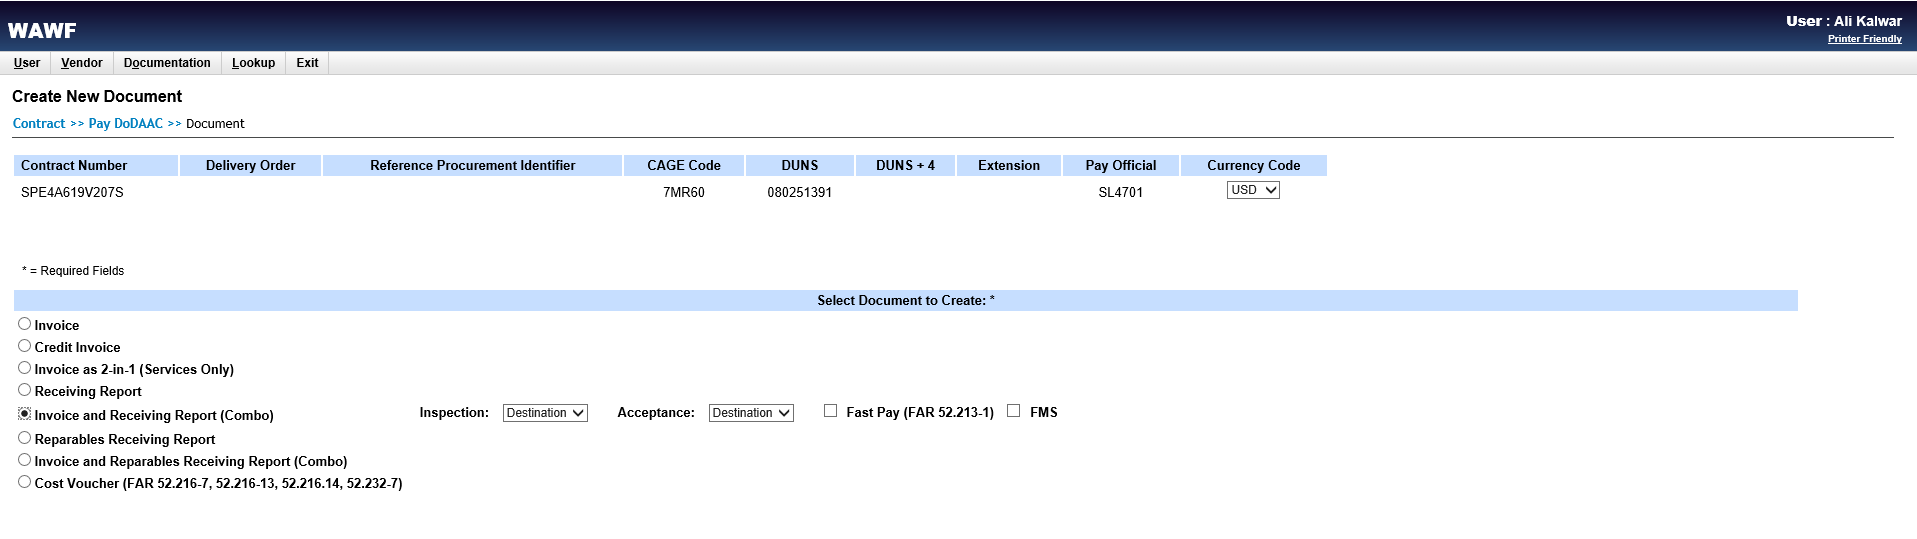 WAWF
User : Ali Kalwar
Printer Friendly
User Vendor Documentation Lookup Exit
Create New Document
Contract >> Pay DoDAAC >> Document
Contract Number Delivery Order Reference Procurement Identifier CAGE Code DUNS DUNS + 4 Extension Pay Official Currency Code
SPE4A619V207S 7MR60 080251391 SL4701 USD
* = Required Fields
Select Document to Create: *
Invoice
Credit Invoice
Invoice as 2-in-1 (Services Only)
Receiving Report
Invoice and Receiving Report (Combo) Inspection: Destination Acceptance: Destination Fast Pay (FAR 52.213-1) FMS
Reparables Receiving Report
Invoice and Reparables Receiving Report (Combo)
Cost Voucher (FAR 52.216-7, 52.216-13, 52.216.14, 52.232-7)